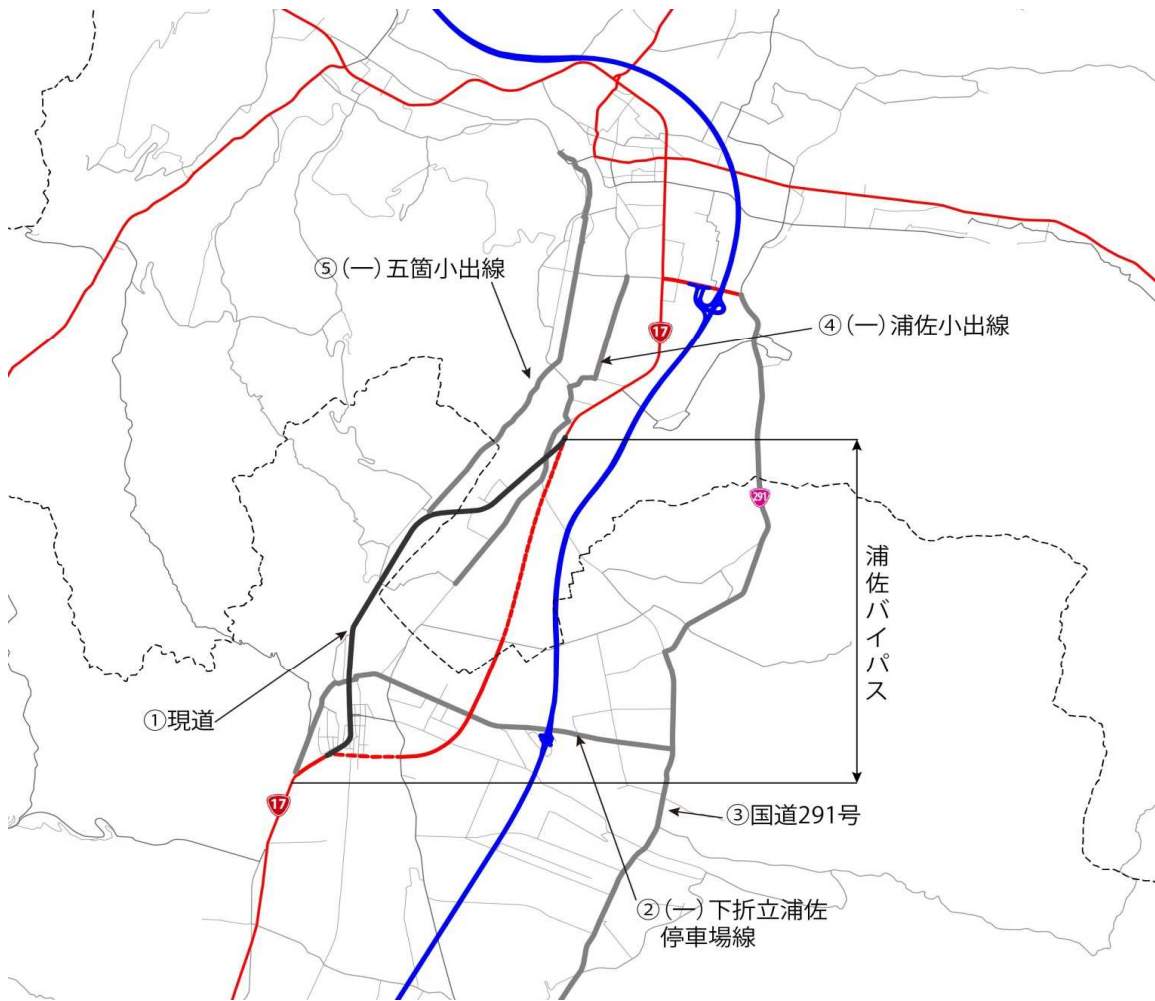 ⑤(一)五箇小出線
④(一)浦佐小出線
17
291
浦佐バイパス
①現道
17
③国道291号
②(一)下折立浦佐
停車場線